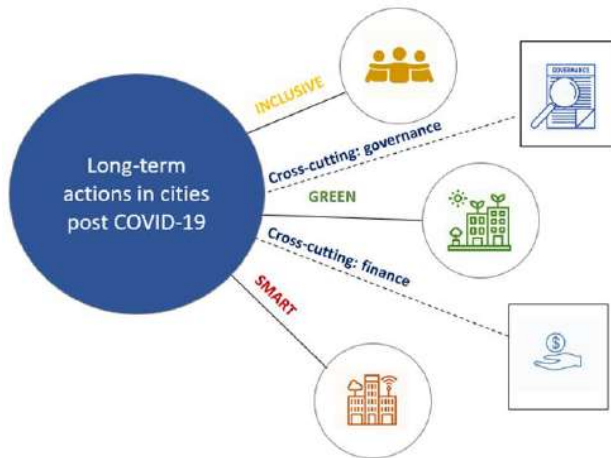 INCLUSIVE
GOVERNANCE
Cross-cutting: governance
Long-term
actions in cities
post COVID-19
GREEN
Cross-cutting: finance
SMART
$